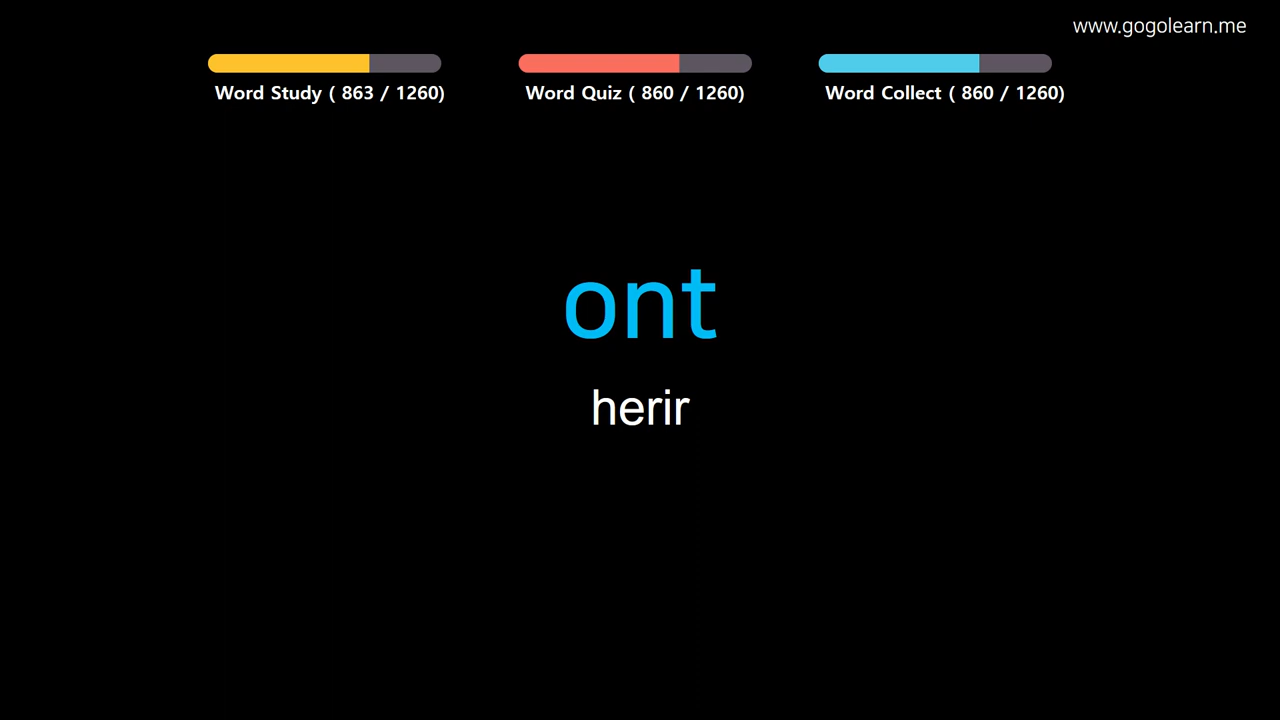 www.gogolearn.me
Word Study ( 863 / 1260)
Word Quiz ( 860 / 1260)
Word Collect ( 860 / 1260)
ont
herir